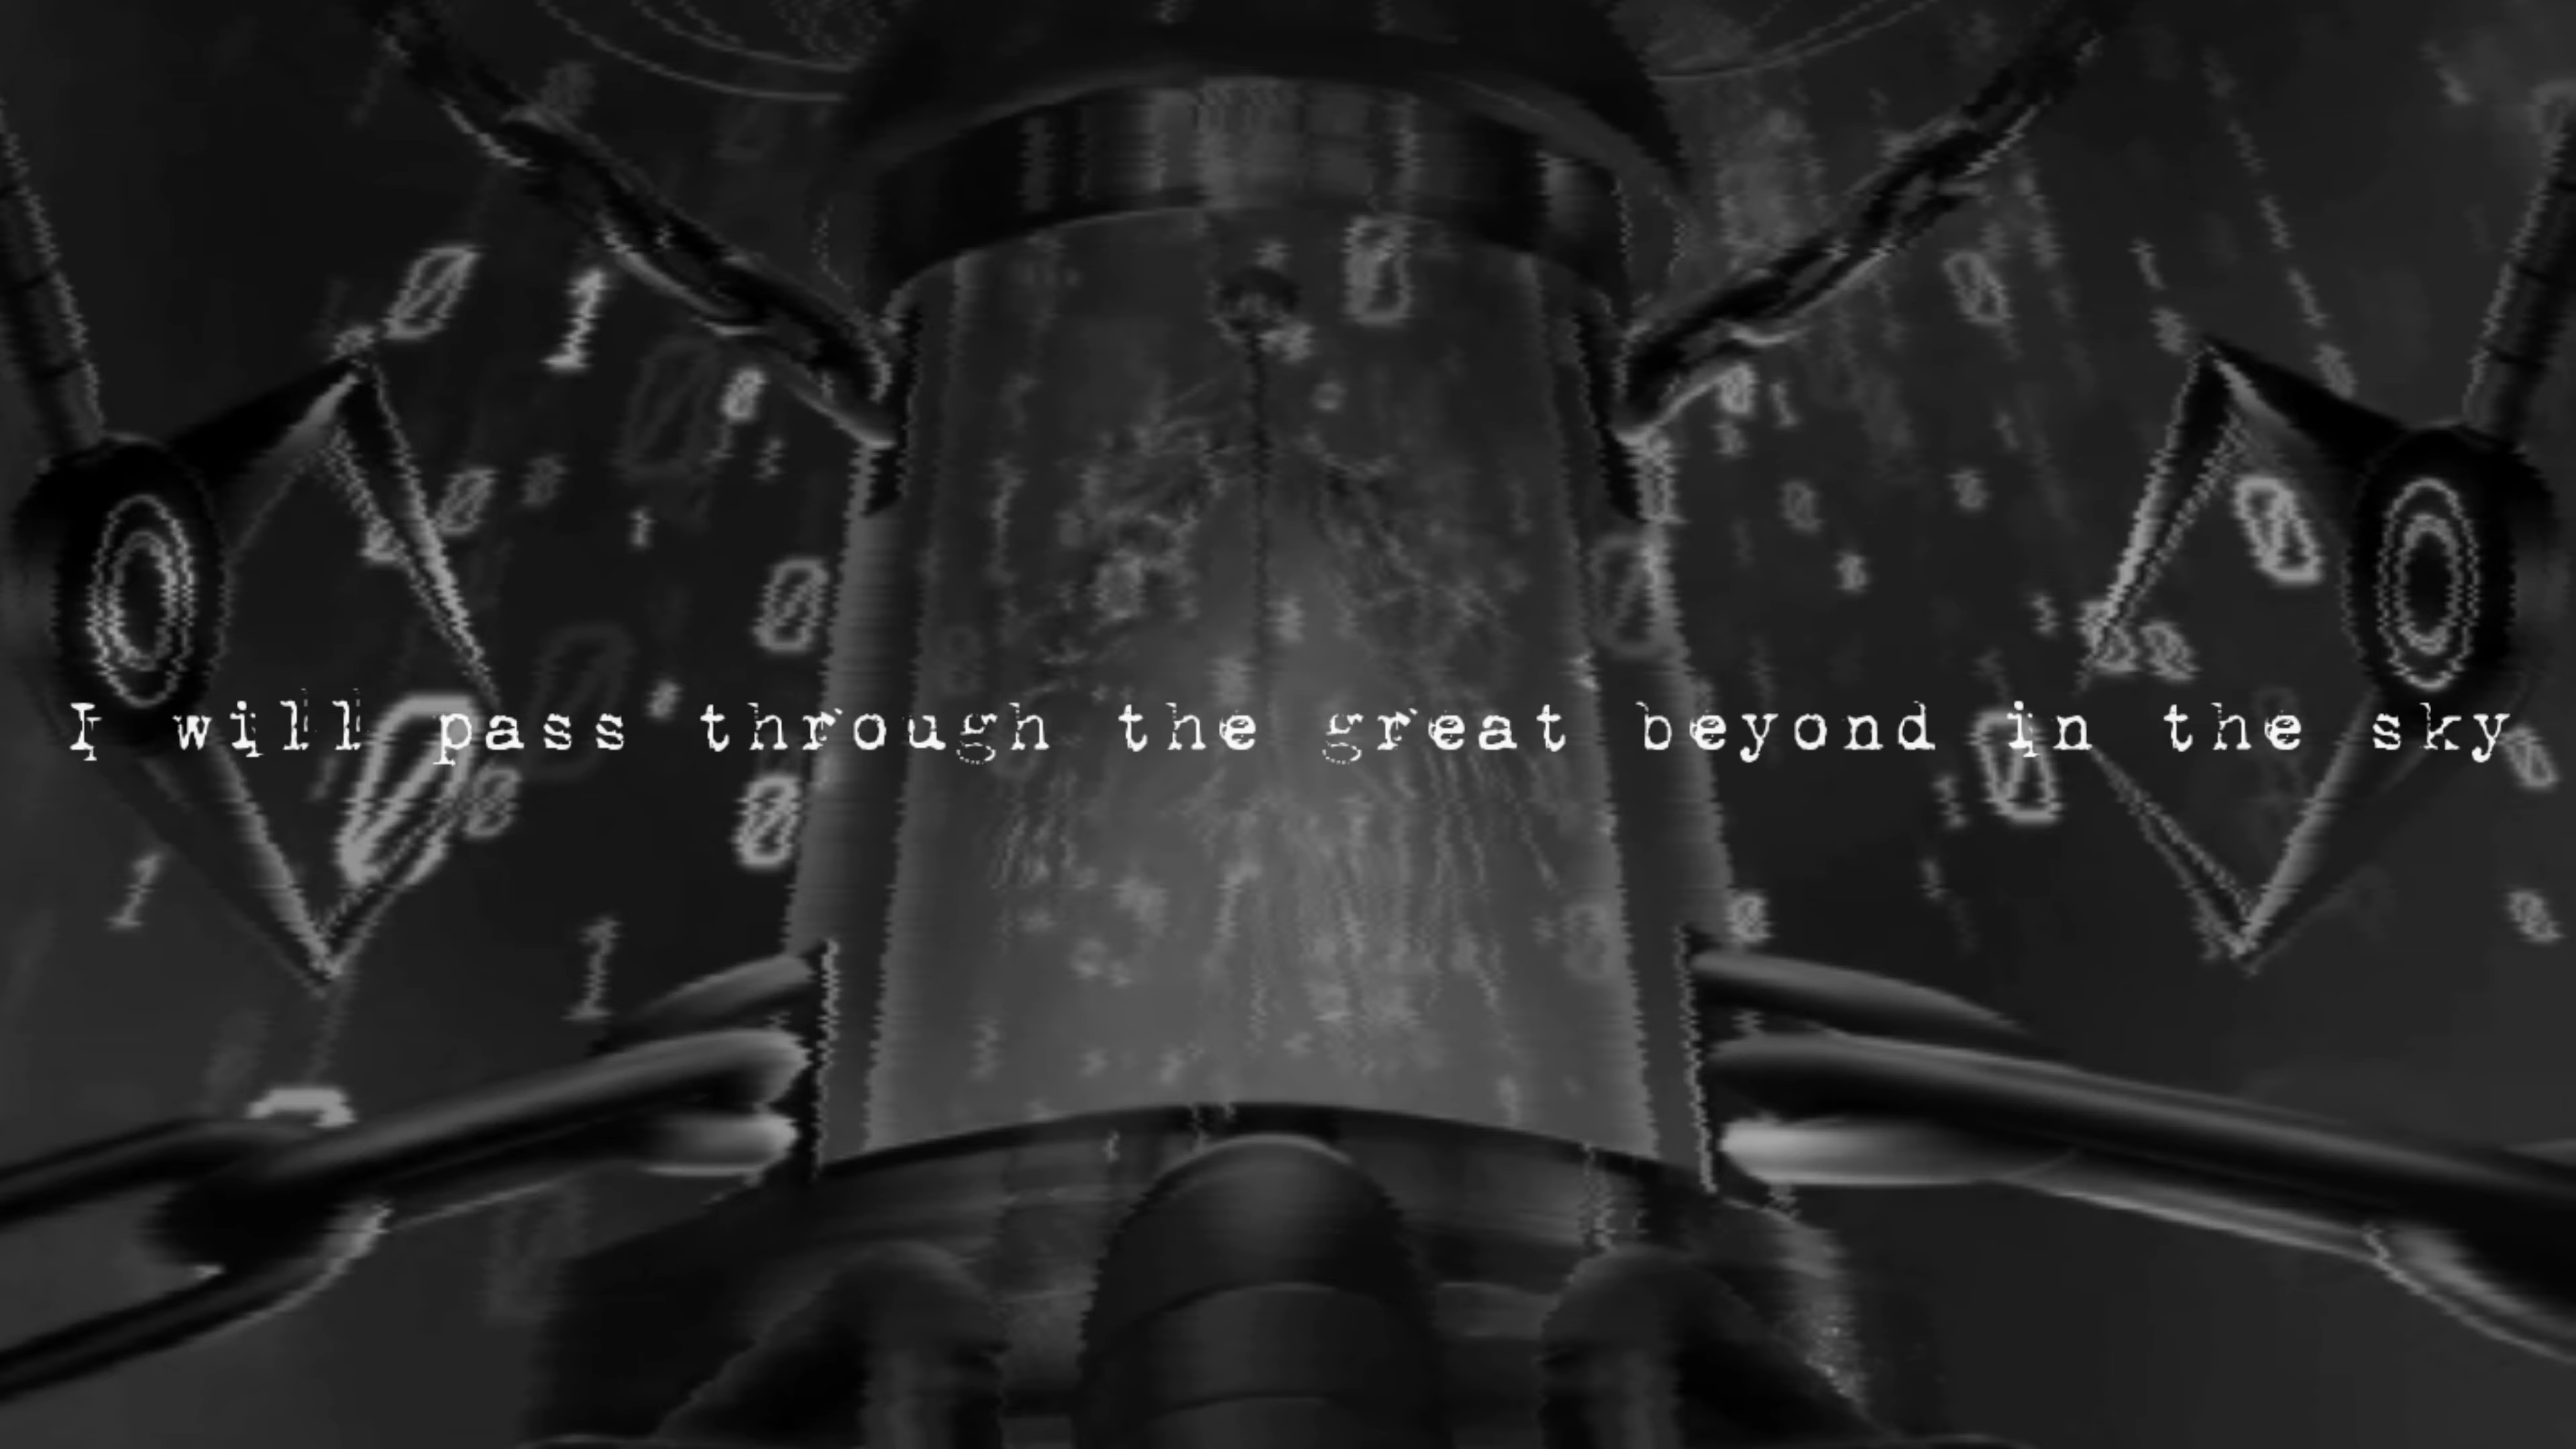 I will pass through the great beyond in the sky